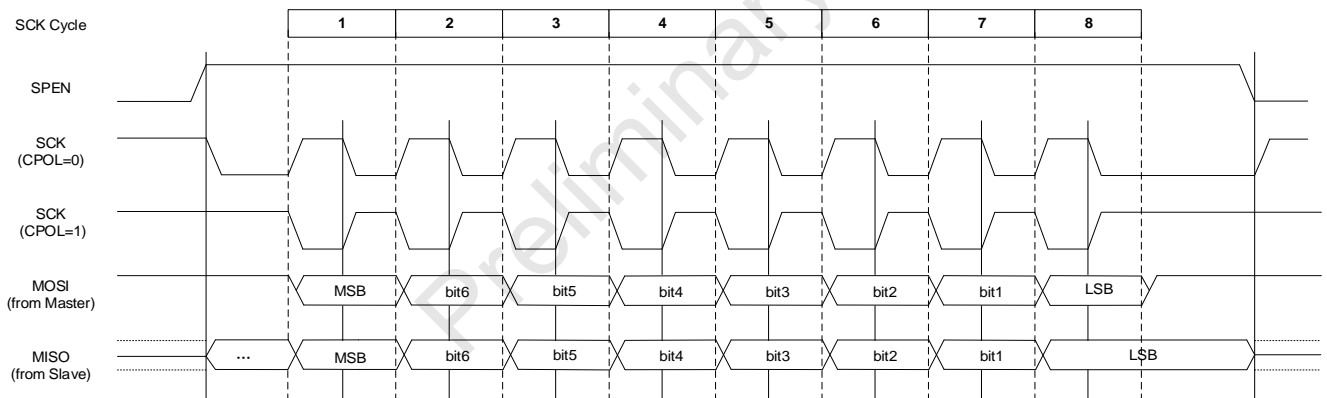 SCK Cycle 1 2 3 4 5 6 7 8
SPEN
SCK
(CPOL=0)
SCK
(CPOL=1)
MOSI
(from Master)
MSB bit6 bit5 bit4 bit3 bit2 bit1 LSB
MISO
(from Slave)
... MSB bit6 bit5 bit4 bit3 bit2 bit1 LSB
Preliminary